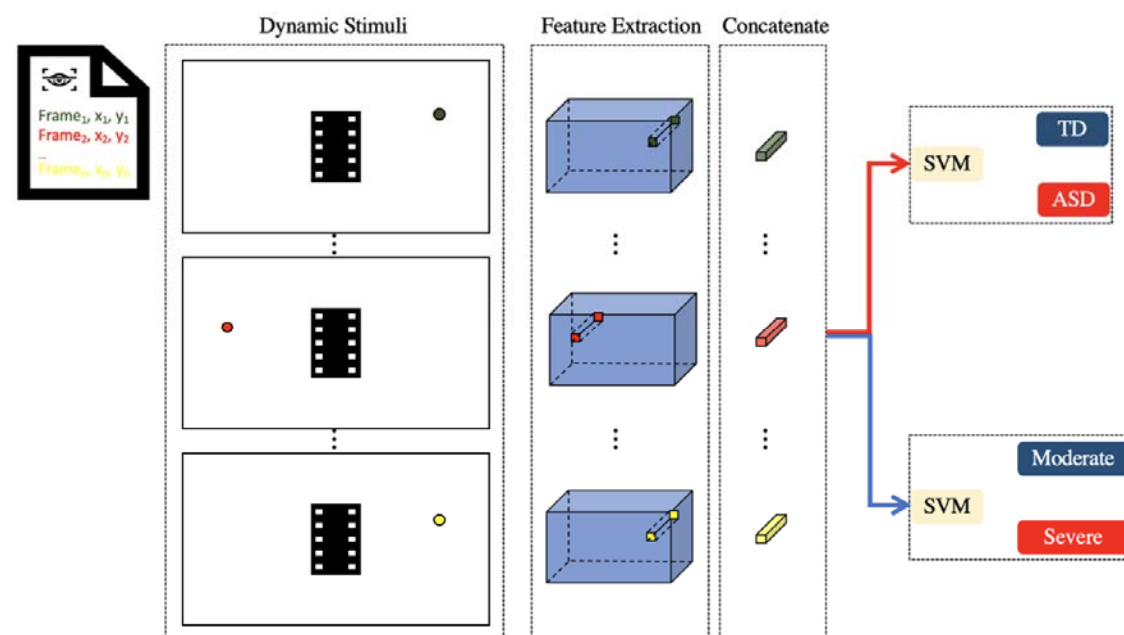 Dynamic Stimuli
Feature Extraction
Concatenate
Frame₁, x₁, y₁
Frame₂, x₂, y₂
...
Frameₙ, xₙ, yₙ
SVM
TD
ASD
SVM
Moderate
Severe